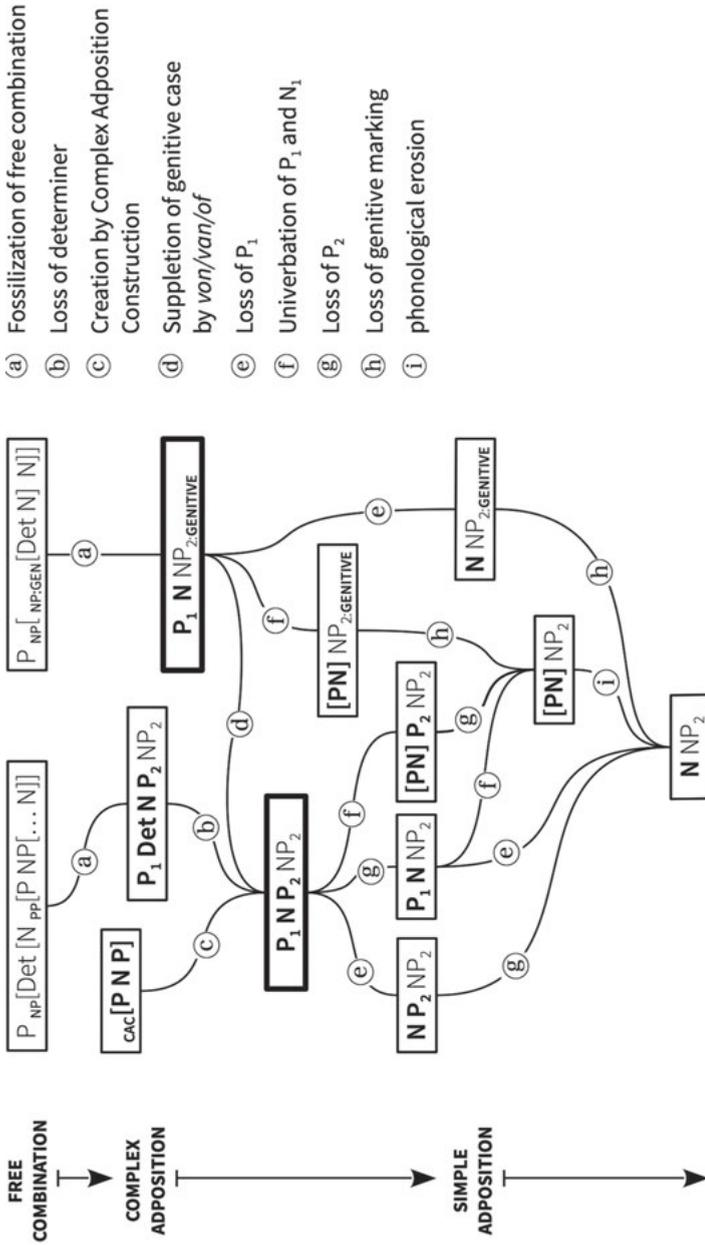 FREE
COMBINATION
COMPLEX
ADPOSITION
SIMPLE
ADPOSITION
P NP[Det [N PP[P NP[... N]]
P NP[ NP:GEN[Det N] N]]
ⓐ
ⓐ
CAC[P N P]
P₁ Det N P₂ NP₂
P₁ N NP₂:GENITIVE
ⓒ
ⓑ
ⓓ
P₁ N P₂ NP₂
ⓕ
ⓔ
[PN] NP₂:GENITIVE
ⓔ
ⓖ
ⓕ
N P₂ NP₂
P₁ N NP₂
[PN] P₂ NP₂
ⓗ
N NP₂:GENITIVE
ⓖ
ⓕ
[PN] NP₂
ⓖ
ⓔ
ⓘ
ⓗ
N NP₂
ⓐ Fossilization of free combination
ⓑ Loss of determiner
ⓒ Creation by Complex Adposition
Construction
ⓓ Suppletion of genitive case
by von/van/of
ⓔ Loss of P₁
ⓕ Univerbation of P₁ and N₁
ⓖ Loss of P₂
ⓗ Loss of genitive marking
ⓘ phonological erosion